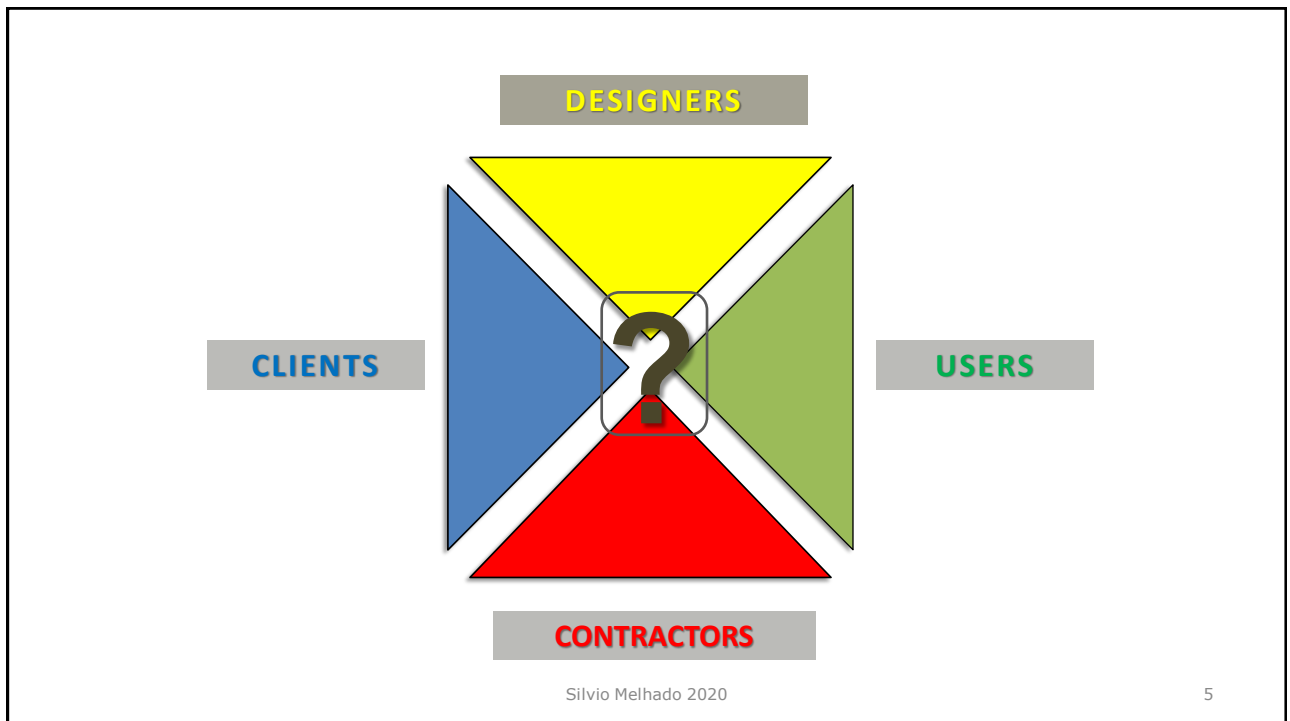 DESIGNERS
CLIENTS
?
USERS
CONTRACTORS
Silvio Melhado 2020
5